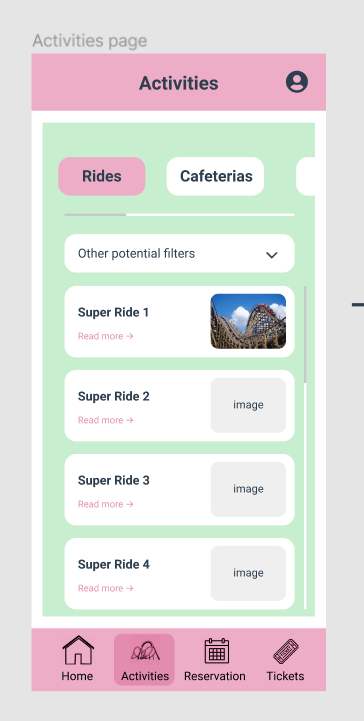 Activities page
Activities
Rides
Cafeterias
Other potential filters
Super Ride 1
Read more →
Super Ride 2
Read more →
image
Super Ride 3
Read more →
image
Super Ride 4
Read more →
image
Home
Activities
Reservation
Tickets